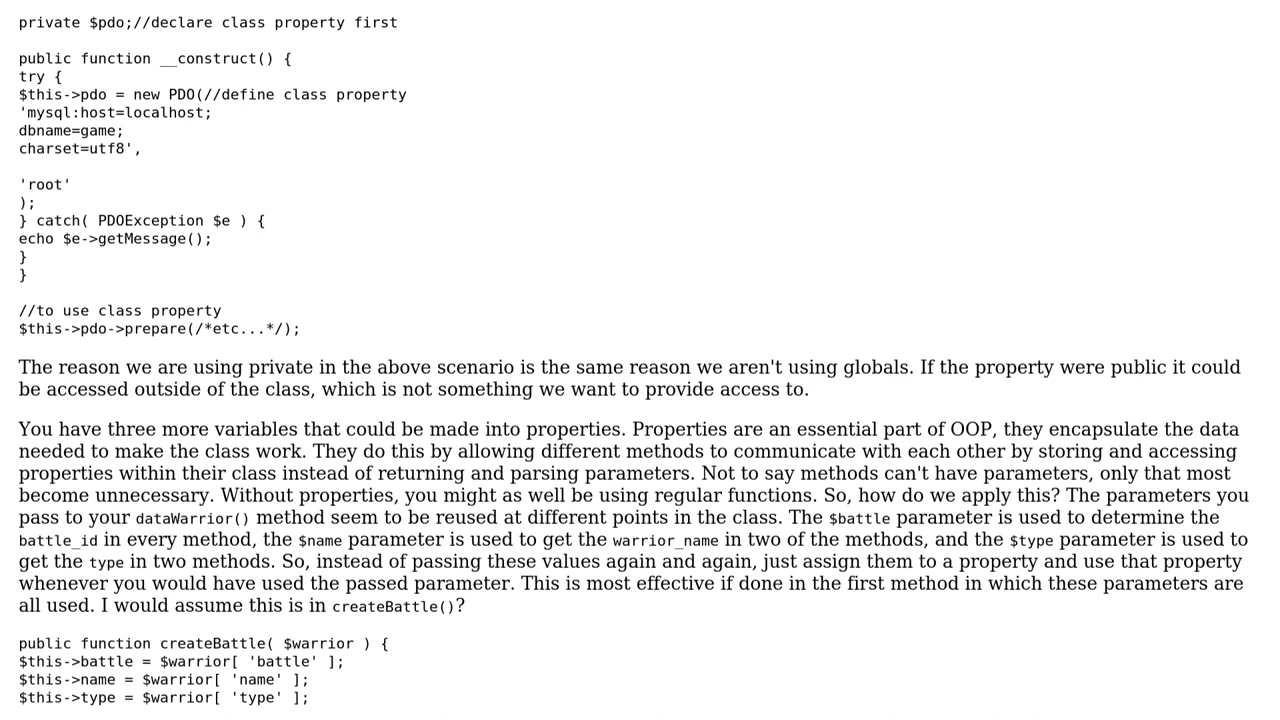 private $pdo;//declare class property first
public function __construct() {
try {
$this->pdo = new PDO(//define class property
'mysql:host=localhost;
dbname=game;
charset=utf8',
'root'
);
} catch( PDOException $e ) {
echo $e->getMessage();
}
}
//to use class property
$this->pdo->prepare(/*etc...*/);
The reason we are using private in the above scenario is the same reason we aren't using globals. If the property were public it could
be accessed outside of the class, which is not something we want to provide access to.
You have three more variables that could be made into properties. Properties are an essential part of OOP, they encapsulate the data
needed to make the class work. They do this by allowing different methods to communicate with each other by storing and accessing
properties within their class instead of returning and parsing parameters. Not to say methods can't have parameters, only that most
become unnecessary. Without properties, you might as well be using regular functions. So, how do we apply this? The parameters you
pass to your dataWarrior() method seem to be reused at different points in the class. The $battle parameter is used to determine the
battle_id in every method, the $name parameter is used to get the warrior_name in two of the methods, and the $type parameter is used to
get the type in two methods. So, instead of passing these values again and again, just assign them to a property and use that property
whenever you would have used the passed parameter. This is most effective if done in the first method in which these parameters are
all used. I would assume this is in createBattle()?
public function createBattle( $warrior ) {
$this->battle = $warrior[ 'battle' ];
$this->name = $warrior[ 'name' ];
$this->type = $warrior[ 'type' ];